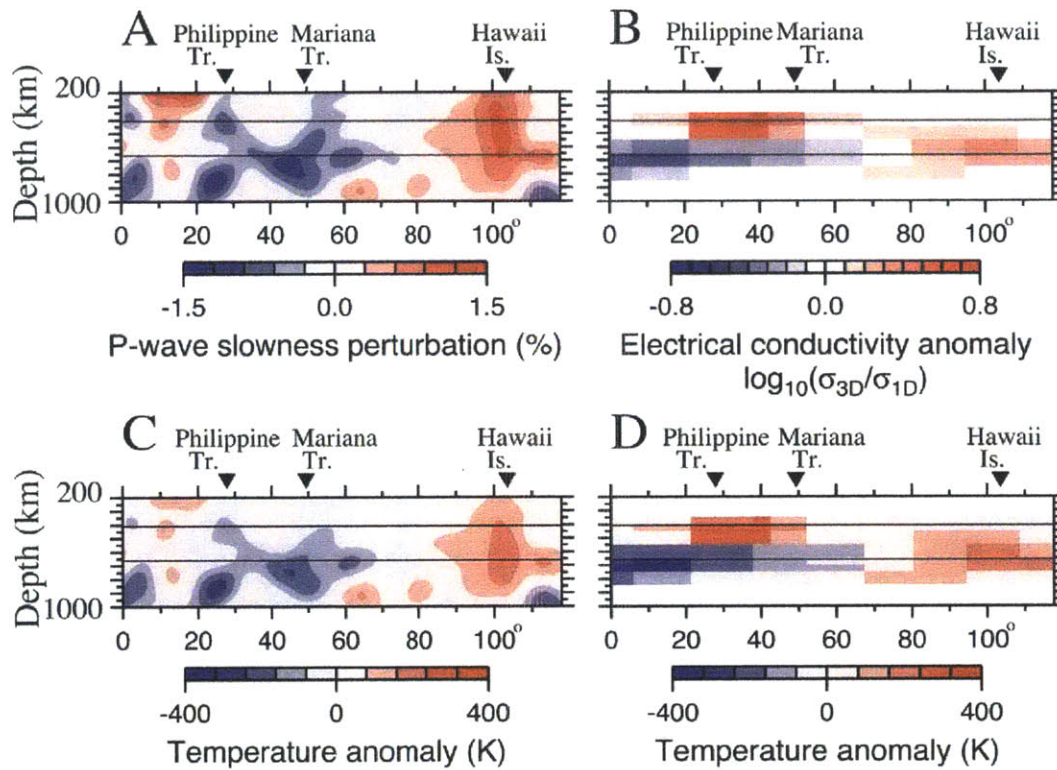 A
Philippine Tr.
Mariana Tr.
Hawaii Is.
Depth (km)
200
1000
0 20 40 60 80 100°
-1.5 0.0 1.5
P-wave slowness perturbation (%)
B
Philippine Tr.
Mariana Tr.
Hawaii Is.
0 20 40 60 80 100°
-0.8 0.0 0.8
Electrical conductivity anomaly
log₁₀(σ₃D/σ₁D)
C
Philippine Tr.
Mariana Tr.
Hawaii Is.
Depth (km)
200
1000
0 20 40 60 80 100°
-400 0 400
Temperature anomaly (K)
D
Philippine Tr.
Mariana Tr.
Hawaii Is.
0 20 40 60 80 100°
-400 0 400
Temperature anomaly (K)